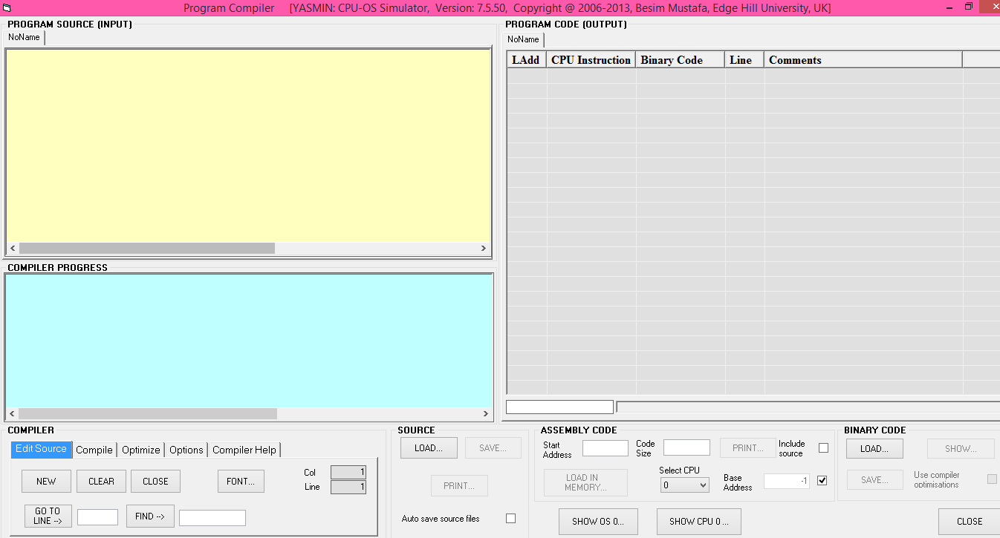 Program Compiler [YASMIN: CPU-OS Simulator, Version: 7.5.50, Copyright @ 2006-2013, Besim Mustafa, Edge Hill University, UK]
PROGRAM SOURCE (INPUT)
NoName
PROGRAM CODE (OUTPUT)
NoName
LAdd CPU Instruction Binary Code Line Comments
COMPILER PROGRESS
COMPILER
Edit Source Compile Optimize Options Compiler Help
NEW CLEAR CLOSE FONT...
Col 1
Line 1
GO TO
LINE -->
FIND -->
SOURCE
LOAD... SAVE...
PRINT...
Auto save source files
ASSEMBLY CODE
Start
Address
Code
Size
PRINT...
Include
source
LOAD IN
MEMORY...
Select CPU
0
Base
Address
-1
SHOW OS 0... SHOW CPU 0 ...
BINARY CODE
LOAD... SHOW...
SAVE...
Use compiler
optimisations
CLOSE